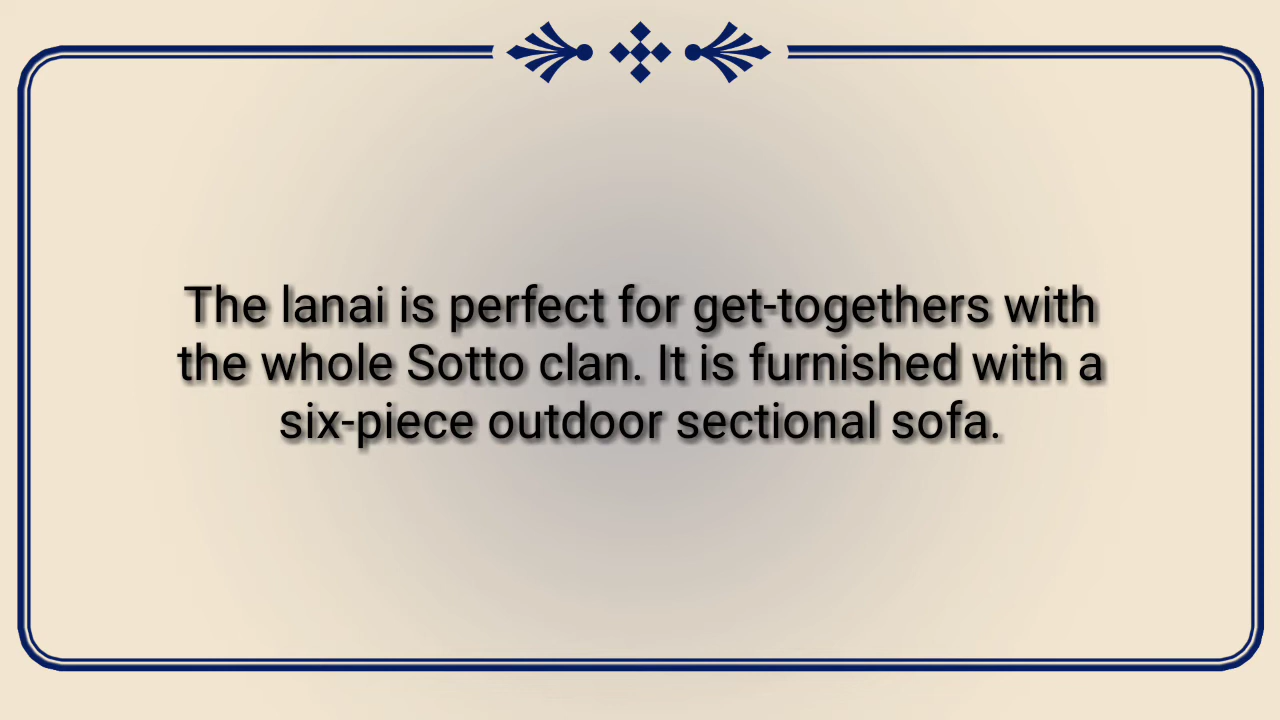 The lanai is perfect for get-togethers with
the whole Sotto clan. It is furnished with a
six-piece outdoor sectional sofa.